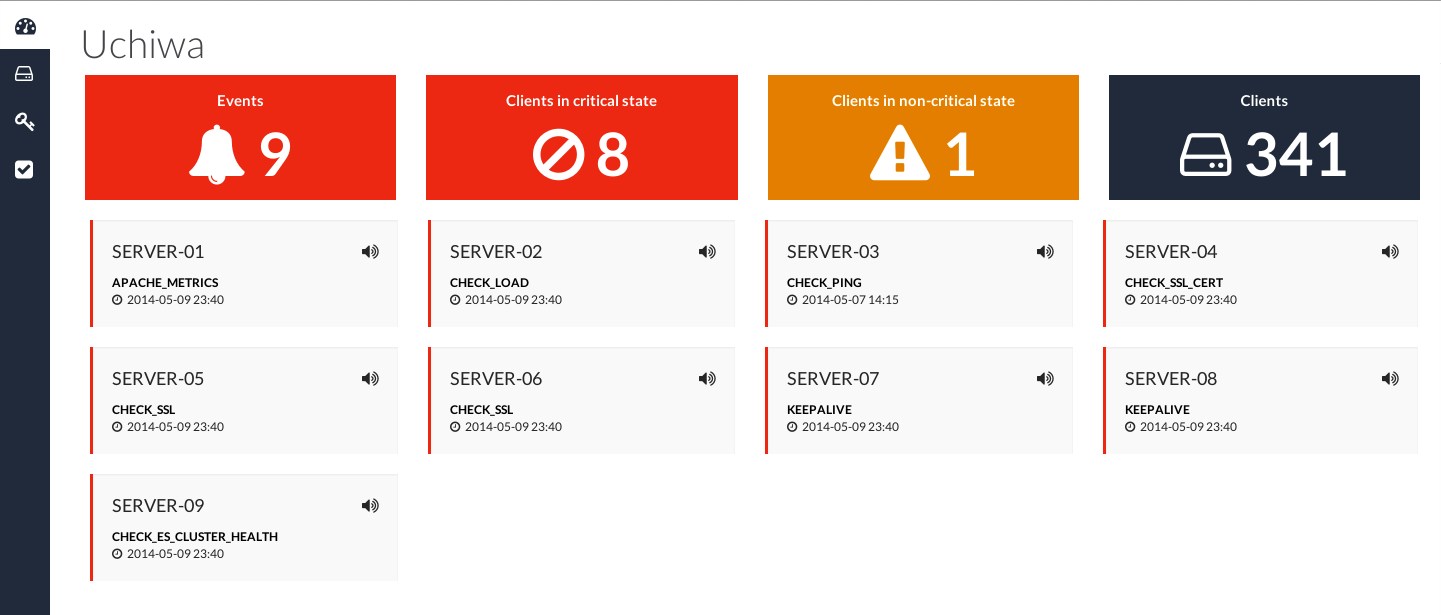 Uchiwa
Events
9
Clients in critical state
8
Clients in non-critical state
1
Clients
341
SERVER-01
APACHE_METRICS
2014-05-09 23:40
SERVER-02
CHECK_LOAD
2014-05-09 23:40
SERVER-03
CHECK_PING
2014-05-07 14:15
SERVER-04
CHECK_SSL_CERT
2014-05-09 23:40
SERVER-05
CHECK_SSL
2014-05-09 23:40
SERVER-06
CHECK_SSL
2014-05-09 23:40
SERVER-07
KEEPALIVE
2014-05-09 23:40
SERVER-08
KEEPALIVE
2014-05-09 23:40
SERVER-09
CHECK_ES_CLUSTER_HEALTH
2014-05-09 23:40